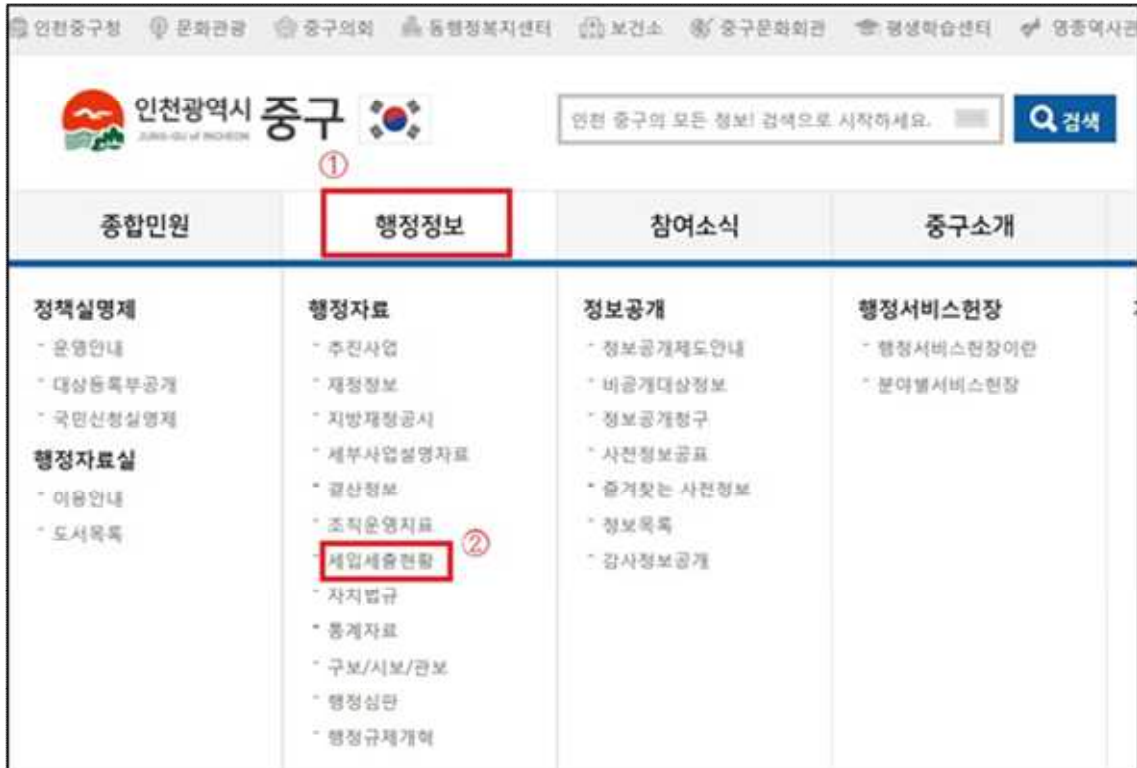 인천중구청 문화관광 중구의회 동행정복지센터 보건소 중구문화회관 평생학습센터 영종역사관
인천광역시 중구
JUNG-GU of INCHEON
인천 중구의 모든 정보! 검색으로 시작하세요.
검색
①
종합민원 행정정보 참여소식 중구소개
정책실명제
- 운영안내
- 대상등록부공개
- 국민신청실명제
행정자료실
- 이용안내
- 도서목록
행정자료
- 추진사업
- 재정정보
- 지방재정공시
- 세부사업설명자료
- 결산정보
- 조직운영지표
②
- 세입세출현황
- 자치법규
- 통계자료
- 구보/시보/관보
- 행정심판
- 행정규제개혁
정보공개
- 정보공개제도안내
- 비공개대상정보
- 정보공개청구
- 사전정보공표
- 즐겨찾는 사전정보
- 정보목록
- 감사정보공개
행정서비스헌장
- 행정서비스헌장이란
- 분야별서비스헌장